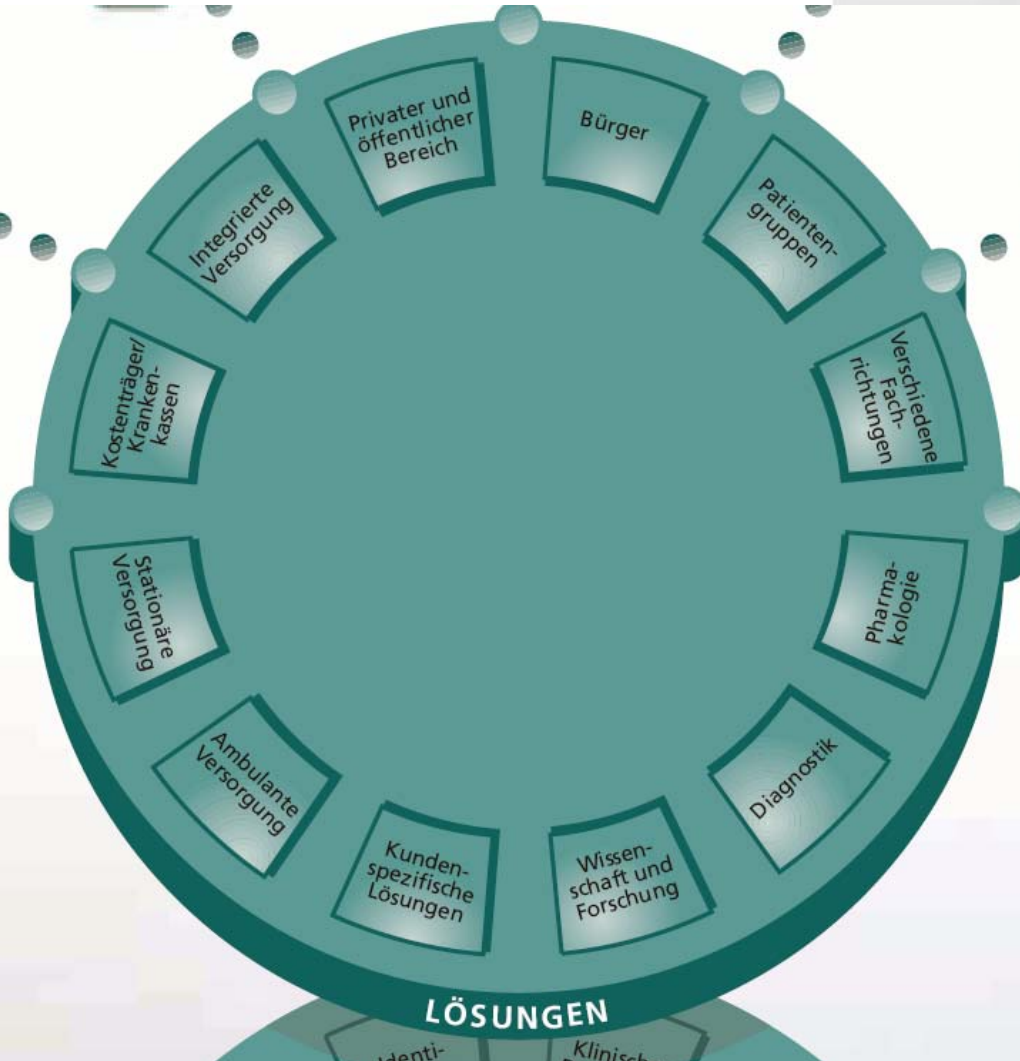 Privater und
öffentlicher
Bereich
Bürger
Patienten-
gruppen
Verschiedene
Fach-
richtungen
Pharma-
kologie
Diagnostik
Wissen-
schaft und
Forschung
Kunden-
spezifische
Lösungen
Ambulante
Versorgung
Stationäre
Versorgung
Kostenträger/
Kranken-
kassen
Integrierte
Versorgung
LÖSUNGEN